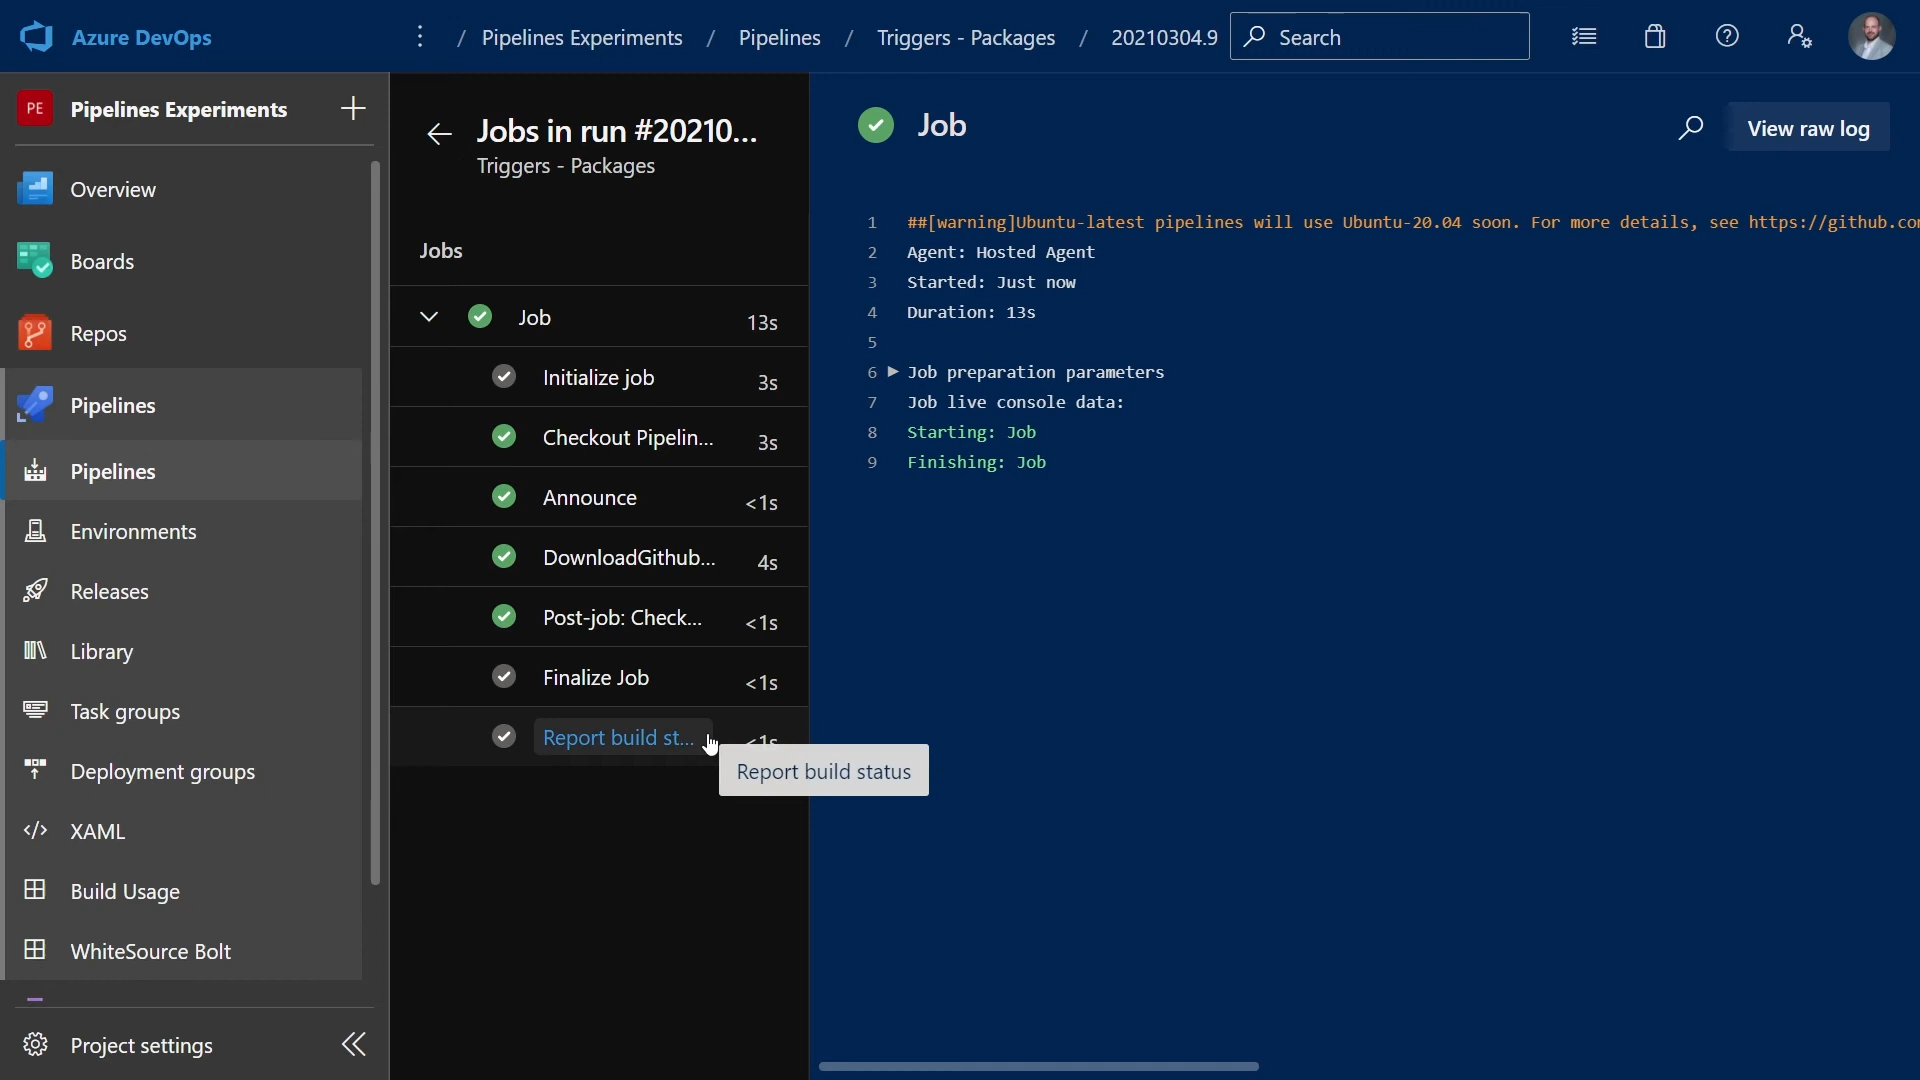 Azure DevOps
/ Pipelines Experiments / Pipelines / Triggers - Packages / 20210304.9
Search
PE Pipelines Experiments
Overview
Boards
Repos
Pipelines
Pipelines
Environments
Releases
Library
Task groups
Deployment groups
XAML
Build Usage
WhiteSource Bolt
Project settings
Jobs in run #20210...
Triggers - Packages
Jobs
Job 13s
Initialize job 3s
Checkout Pipelin... 3s
Announce <1s
DownloadGithub... 4s
Post-job: Check... <1s
Finalize Job <1s
Report build st... <1s
Report build status
Job
View raw log
1 ##[warning]Ubuntu-latest pipelines will use Ubuntu-20.04 soon. For more details, see https://github.co
2 Agent: Hosted Agent
3 Started: Just now
4 Duration: 13s
5
6 Job preparation parameters
7 Job live console data:
8 Starting: Job
9 Finishing: Job